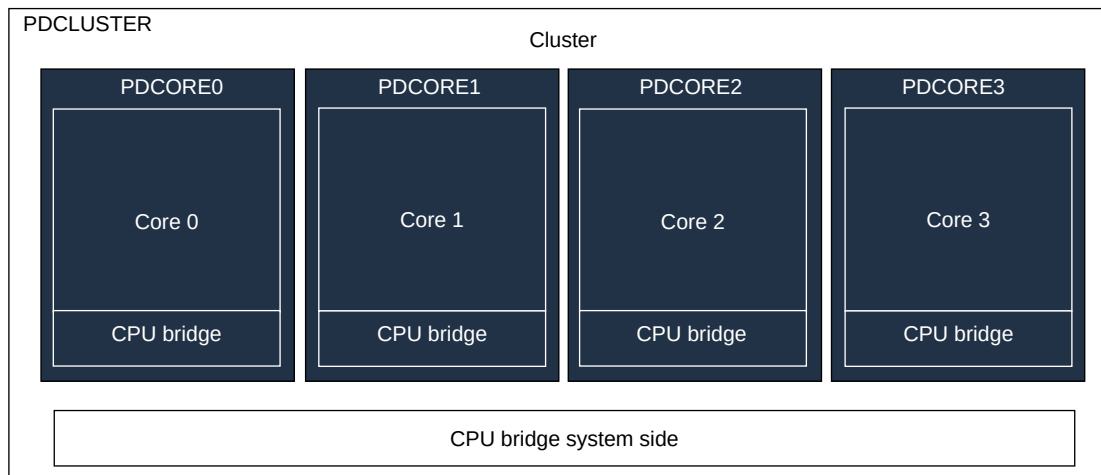 PDCLUSTER
Cluster
PDCORE0
PDCORE1
PDCORE2
PDCORE3
Core 0
Core 1
Core 2
Core 3
CPU bridge
CPU bridge
CPU bridge
CPU bridge
CPU bridge system side